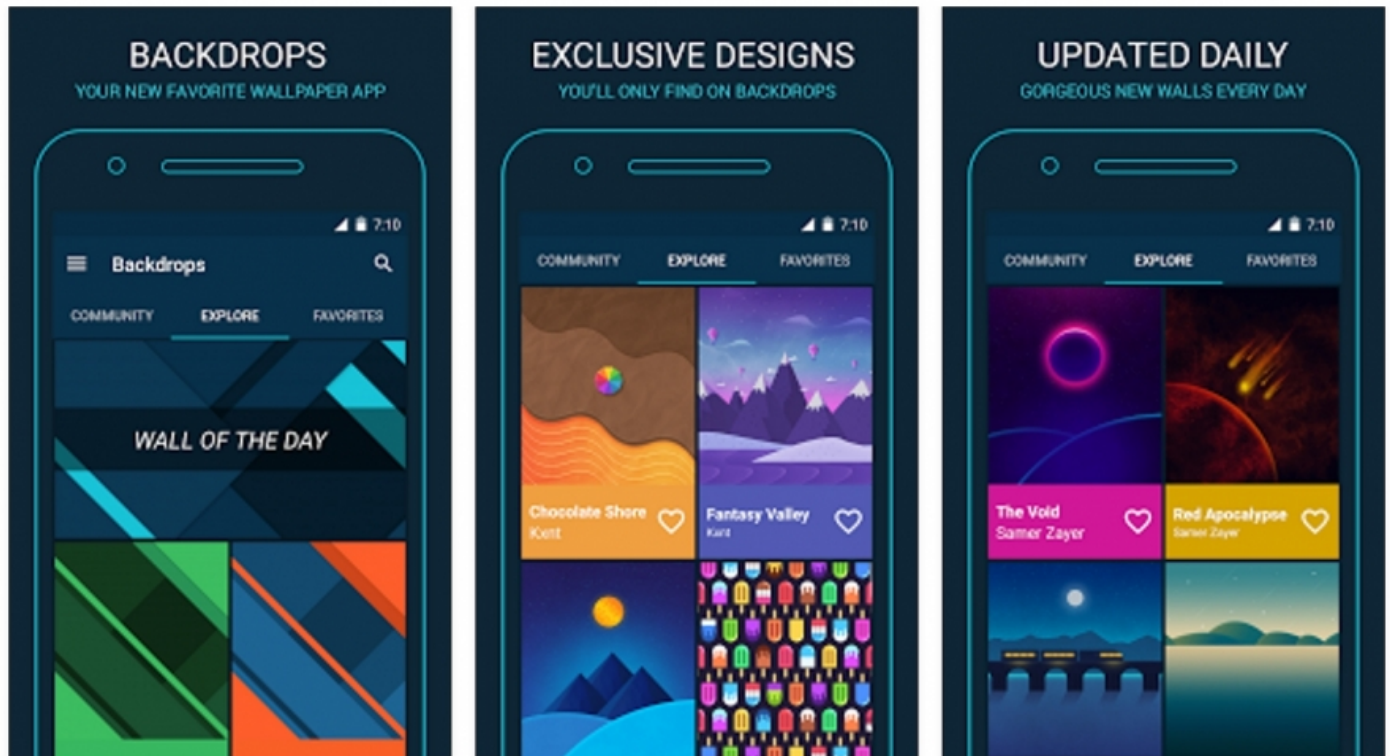 BACKDROPS
YOUR NEW FAVORITE WALLPAPER APP
7:10
Backdrops
COMMUNITY EXPLORE FAVORITES
WALL OF THE DAY
EXCLUSIVE DESIGNS
YOU'LL ONLY FIND ON BACKDROPS
7:10
COMMUNITY EXPLORE FAVORITES
Chocolate Shore
Kxnt
Fantasy Valley
Kxnt
UPDATED DAILY
GORGEOUS NEW WALLS EVERY DAY
7:10
COMMUNITY EXPLORE FAVORITES
The Void
Samer Zayer
Red Apocalypse
Samer Zayer